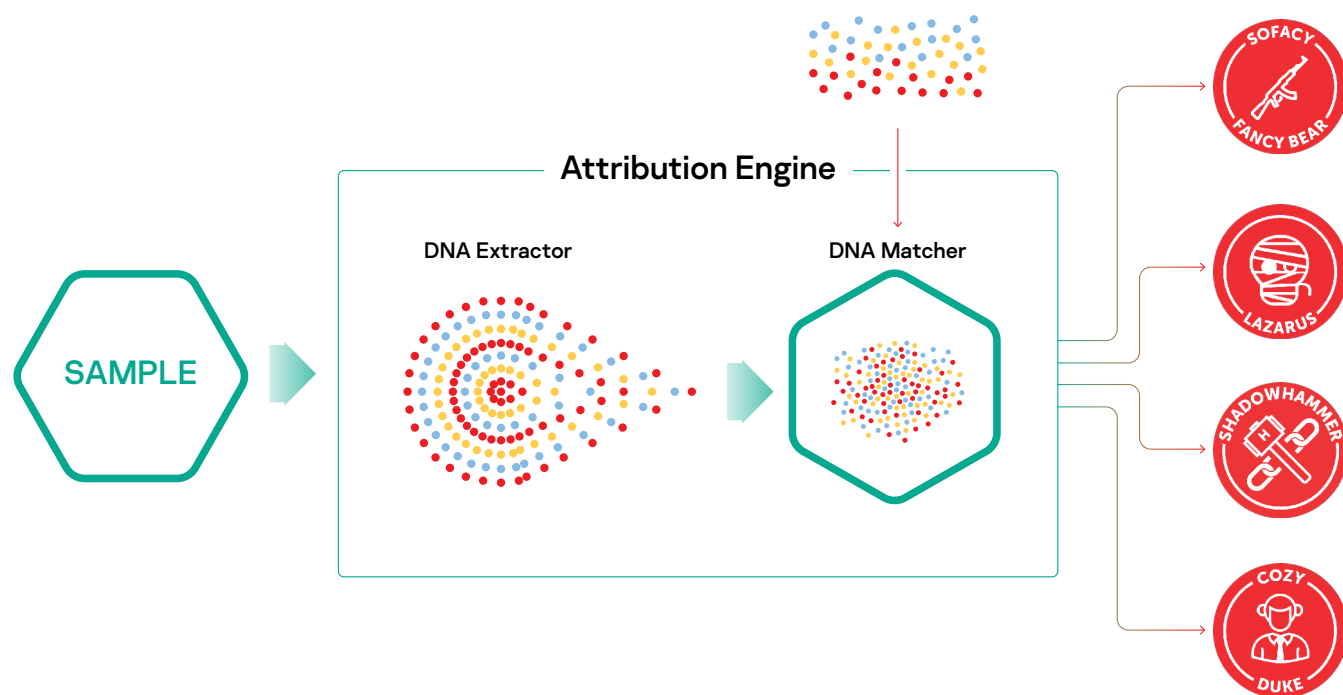 SAMPLE
Attribution Engine
DNA Extractor
DNA Matcher
SOFACY
FANCY BEAR
LAZARUS
SHADOWHAMMER
H
COZY
DUKE